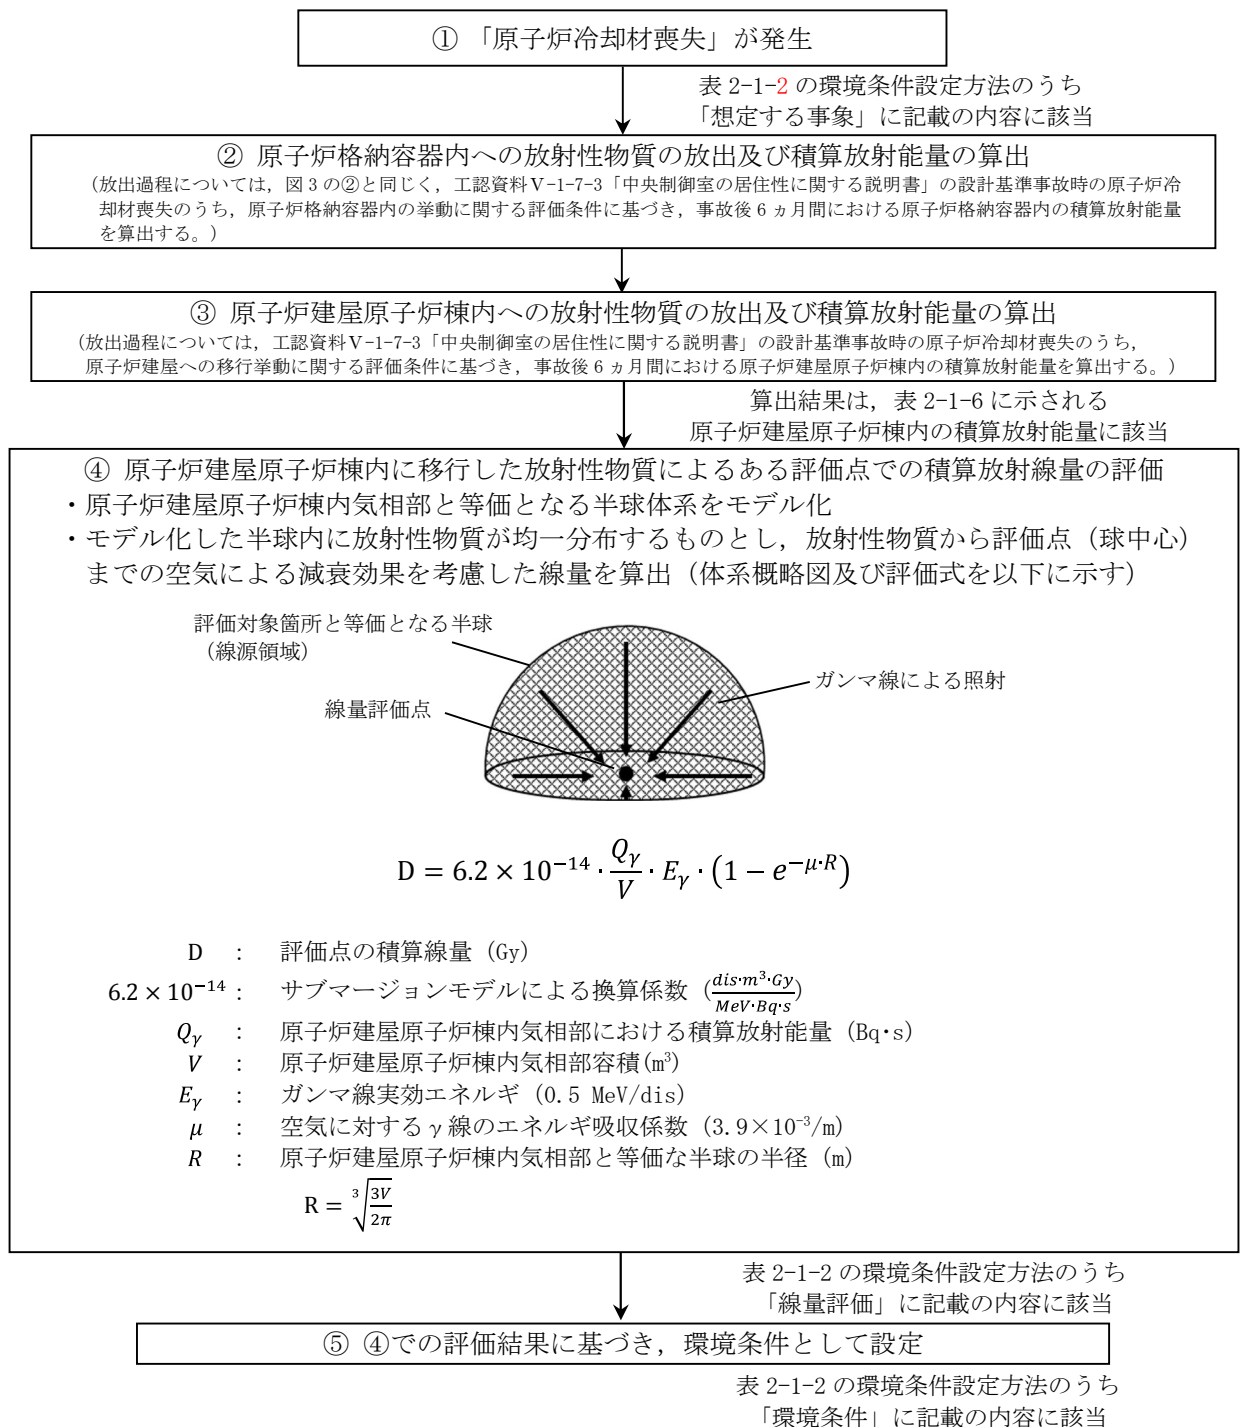 ① 「原子炉冷却材喪失」が発生
表 2-1-2 の環境条件設定方法のうち
「想定する事象」に記載の内容に該当
② 原子炉格納容器内への放射性物質の放出及び積算放射能量の算出
(放出過程については，図 3 の②と同じく，工認資料Ⅴ-1-7-3「中央制御室の居住性に関する説明書」の設計基準事故時の原子炉冷
却材喪失のうち，原子炉格納容器内の挙動に関する評価条件に基づき，事故後 6 ヵ月間における原子炉格納容器内の積算放射能量
を算出する。)
③ 原子炉建屋原子炉棟内への放射性物質の放出及び積算放射能量の算出
(放出過程については，工認資料Ⅴ-1-7-3「中央制御室の居住性に関する説明書」の設計基準事故時の原子炉冷却材喪失のうち，
原子炉建屋への移行挙動に関する評価条件に基づき，事故後 6 ヵ月間における原子炉建屋原子炉棟内の積算放射能量を算出する。)
算出結果は，表 2-1-6 に示される
原子炉建屋原子炉棟内の積算放射能量に該当
④ 原子炉建屋原子炉棟内に移行した放射性物質によるある評価点での積算放射線量の評価
・原子炉建屋原子炉棟内気相部と等価となる半球体系をモデル化
・モデル化した半球内に放射性物質が均一分布するものとし，放射性物質から評価点（球中心）
までの空気による減衰効果を考慮した線量を算出（体系概略図及び評価式を以下に示す）
評価対象箇所と等価となる半球
（線源領域）
ガンマ線による照射
線量評価点
D = 6.2 × 10⁻¹⁴ · Qγ/V · Eγ · (1 − e^(−μ·R))
D : 評価点の積算線量 (Gy)
6.2 × 10⁻¹⁴ : サブマージョンモデルによる換算係数 (dis·m³·Gy/MeV·Bq·s)
Qγ : 原子炉建屋原子炉棟内気相部における積算放射能量 (Bq·s)
V : 原子炉建屋原子炉棟内気相部容積(m³)
Eγ : ガンマ線実効エネルギ (0.5 MeV/dis)
μ : 空気に対するγ線のエネルギ吸収係数 (3.9×10⁻³/m)
R : 原子炉建屋原子炉棟内気相部と等価な半球の半径 (m)
R = ³√(3V/2π)
表 2-1-2 の環境条件設定方法のうち
「線量評価」に記載の内容に該当
⑤ ④での評価結果に基づき，環境条件として設定
表 2-1-2 の環境条件設定方法のうち
「環境条件」に記載の内容に該当